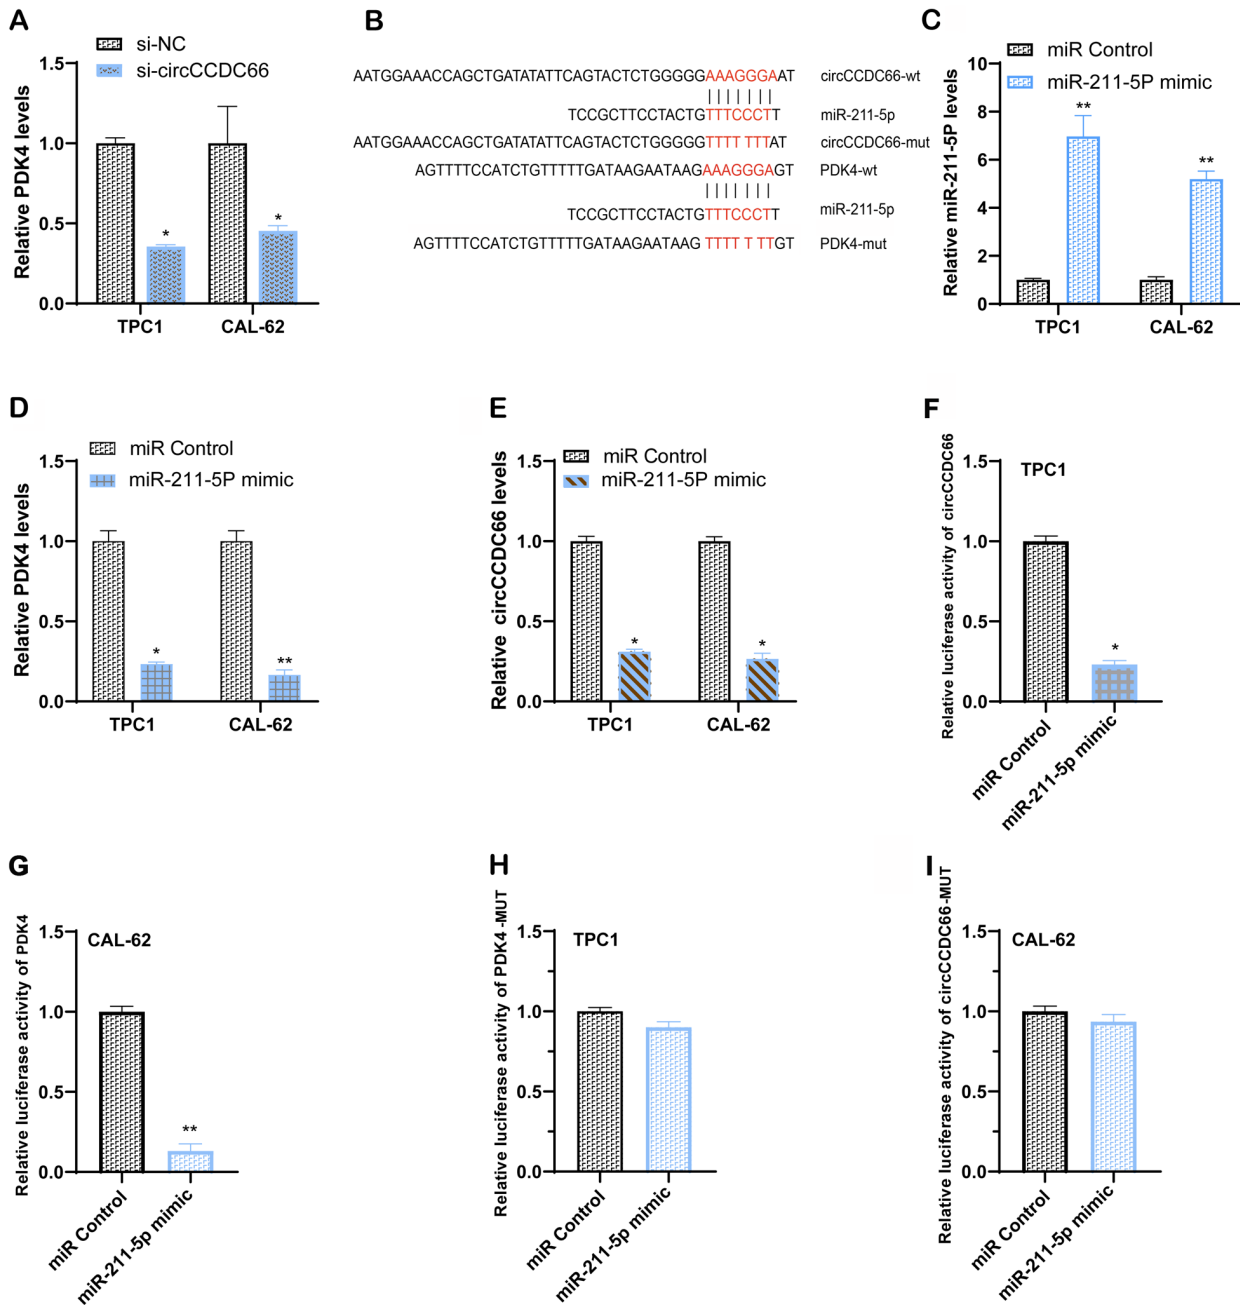 A
si-NC
si-circCCDC66
Relative PDK4 levels
1.5
1.0
0.5
0.0
*
*
TPC1
CAL-62
B
AATGGAAACCAGCTGATATATTCAGTACTCTGGGGGAAAGGGAAT circCCDC66-wt
TCCGCTTCCTACTGTTTCCCTT miR-211-5p
AATGGAAACCAGCTGATATATTCAGTACTCTGGGGGTTTT TTTAT circCCDC66-mut
AGTTTTCCATCTGTTTTTGATAAGAATAAGAAAGGGAGT PDK4-wt
TCCGCTTCCTACTGTTTCCCTT miR-211-5p
AGTTTTCCATCTGTTTTTGATAAGAATAAG TTTT T TTGT PDK4-mut
C
miR Control
miR-211-5P mimic
Relative miR-211-5P levels
10
8
6
4
2
0
**
**
TPC1
CAL-62
D
miR Control
miR-211-5P mimic
Relative PDK4 levels
1.5
1.0
0.5
0.0
*
**
TPC1
CAL-62
E
miR Control
miR-211-5P mimic
Relative circCCDC66 levels
1.5
1.0
0.5
0.0
*
*
TPC1
CAL-62
F
TPC1
Relative luciferase activity of circCCDC66
1.5
1.0
0.5
0.0
*
miR Control
miR-211-5p mimic
G
CAL-62
Relative luciferase activity of PDK4
1.5
1.0
0.5
0.0
**
miR Control
miR-211-5p mimic
H
TPC1
Relative luciferase activity of PDK4-MUT
1.5
1.0
0.5
0.0
miR Control
miR-211-5p mimic
I
CAL-62
Relative luciferase activity of circCCDC66-MUT
1.5
1.0
0.5
0.0
miR Control
miR-211-5p mimic